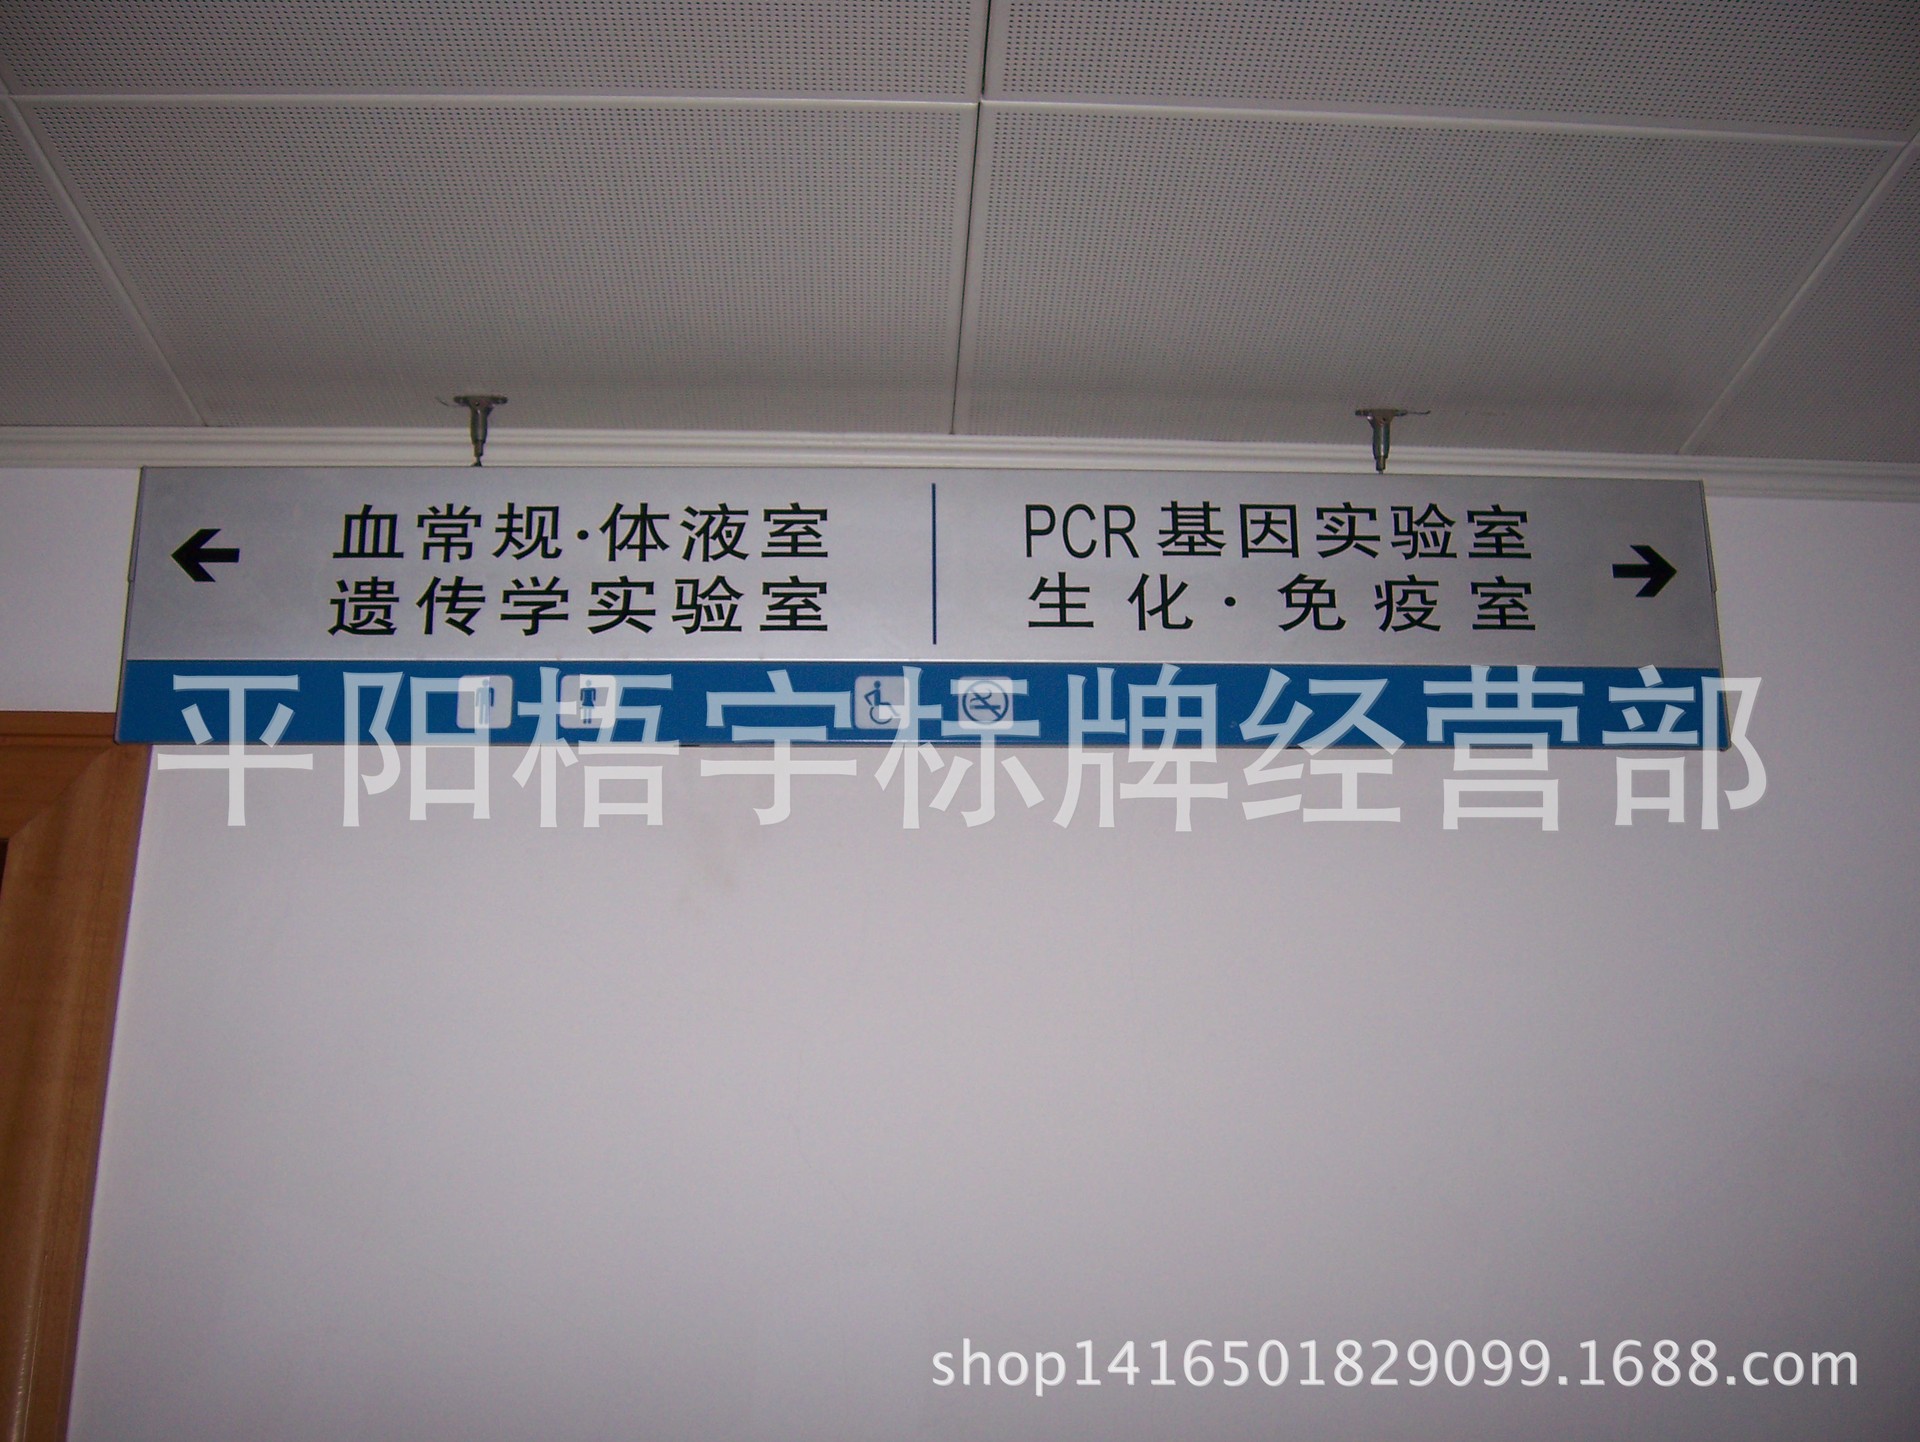 血常规·体液室
遗传学实验室
PCR基因实验室
生化·免疫室
平阳梧宇标牌经营部
shop1416501829099.1688.com